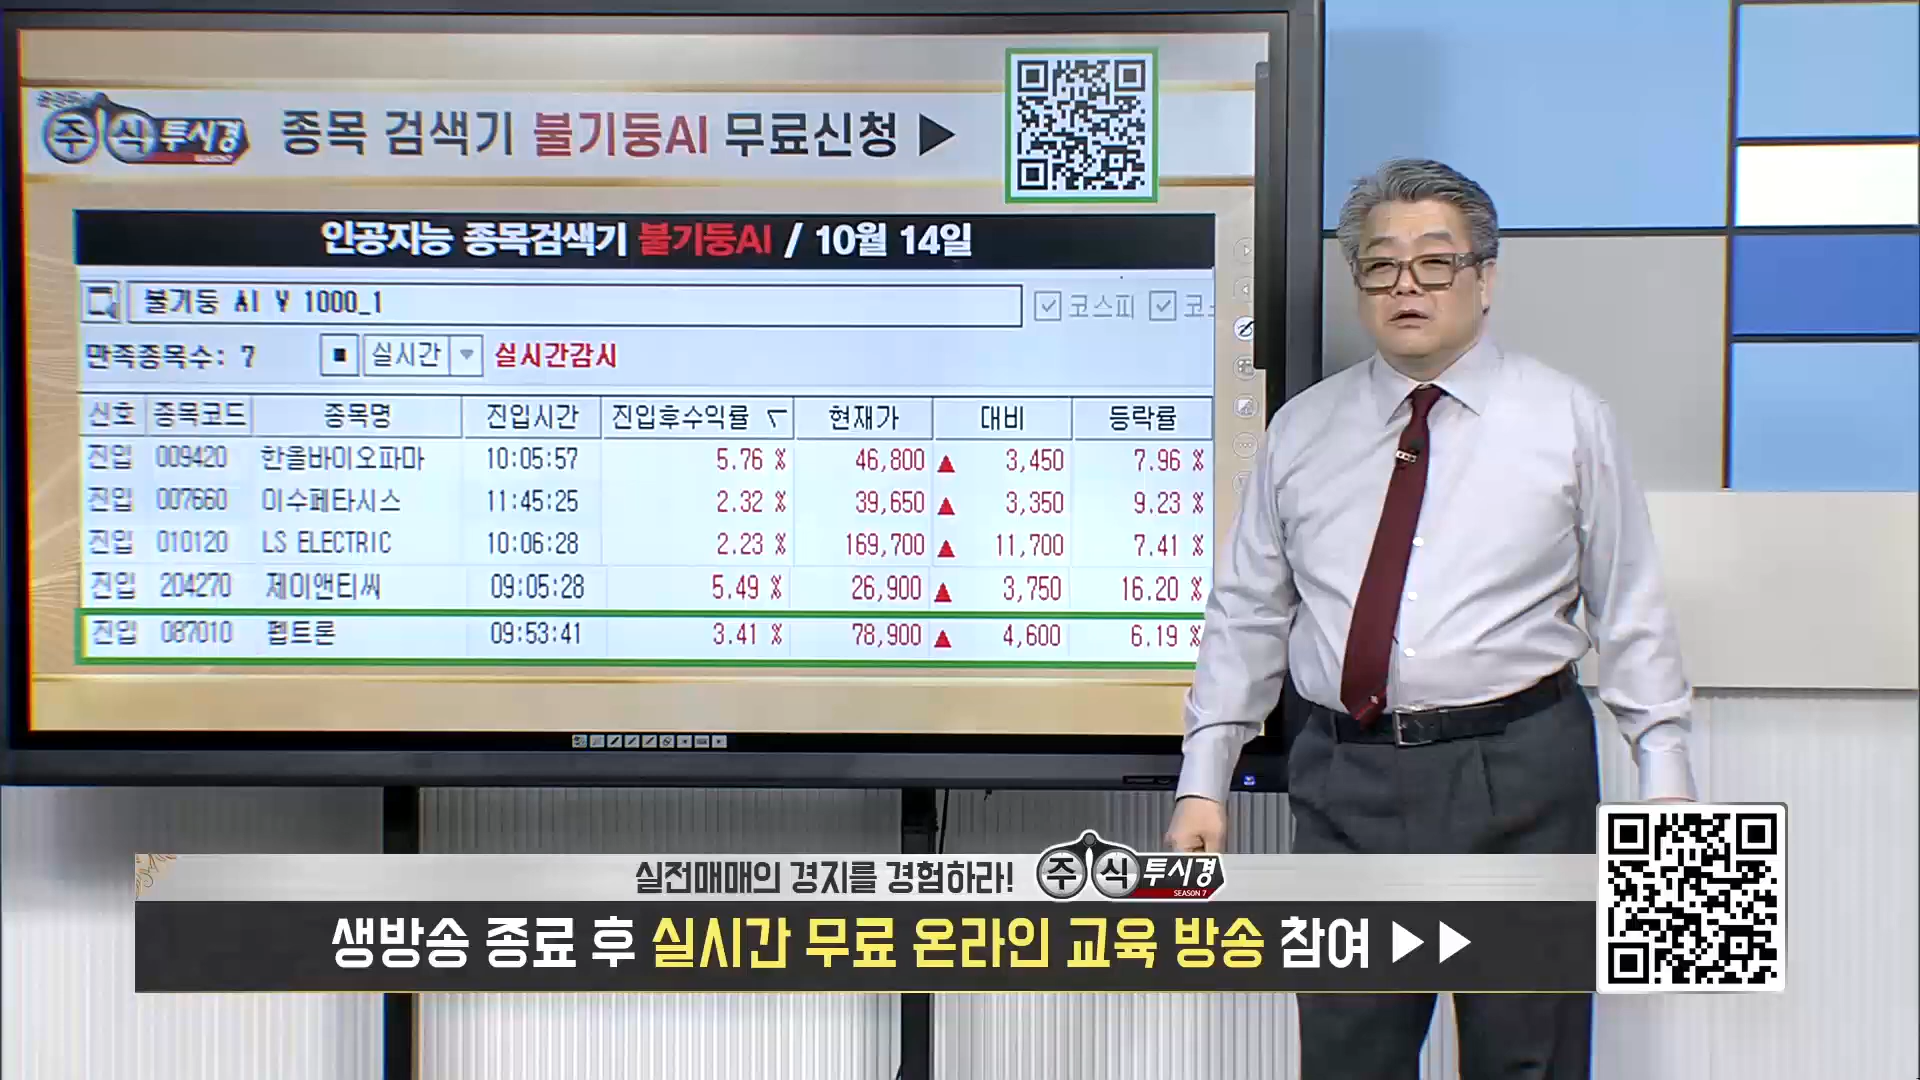 주식투시경
종목 검색기 불기둥AI 무료신청 ▶
인공지능 종목검색기 불기둥AI / 10월 14일
불기둥 AI V 1000_1 코스피
만족종목수: 7 실시간 실시간감시
신호 종목코드 종목명 진입시간 진입후수익률 현재가 대비 등락률
진입 009420 한올바이오파마 10:05:57 5.76 % 46,800 ▲ 3,450 7.96 %
진입 007660 이수페타시스 11:45:25 2.32 % 39,650 ▲ 3,350 9.23 %
진입 010120 LS ELECTRIC 10:06:28 2.23 % 169,700 ▲ 11,700 7.41 %
진입 204270 제이앤티씨 09:05:28 5.49 % 26,900 ▲ 3,750 16.20 %
진입 087010 펩트론 09:53:41 3.41 % 78,900 ▲ 4,600 6.19 %
실전매매의 경지를 경험하라! 주식투시경
SEASON 7
생방송 종료 후 실시간 무료 온라인 교육 방송 참여 ▶▶